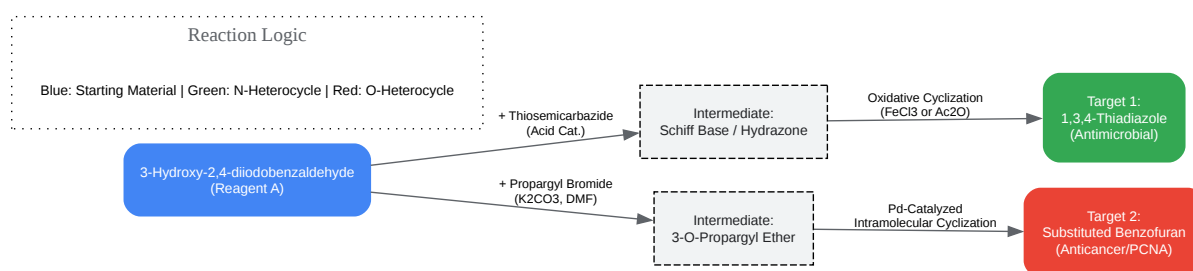 Reaction Logic
Blue: Starting Material | Green: N-Heterocycle | Red: O-Heterocycle
3-Hydroxy-2,4-diiodobenzaldehyde
(Reagent A)
+ Thiosemicarbazide
(Acid Cat.)
Intermediate:
Schiff Base / Hydrazone
Oxidative Cyclization
(FeCl3 or Ac2O)
Target 1:
1,3,4-Thiadiazole
(Antimicrobial)
+ Propargyl Bromide
(K2CO3, DMF)
Intermediate:
3-O-Propargyl Ether
Pd-Catalyzed
Intramolecular Cyclization
Target 2:
Substituted Benzofuran
(Anticancer/PCNA)